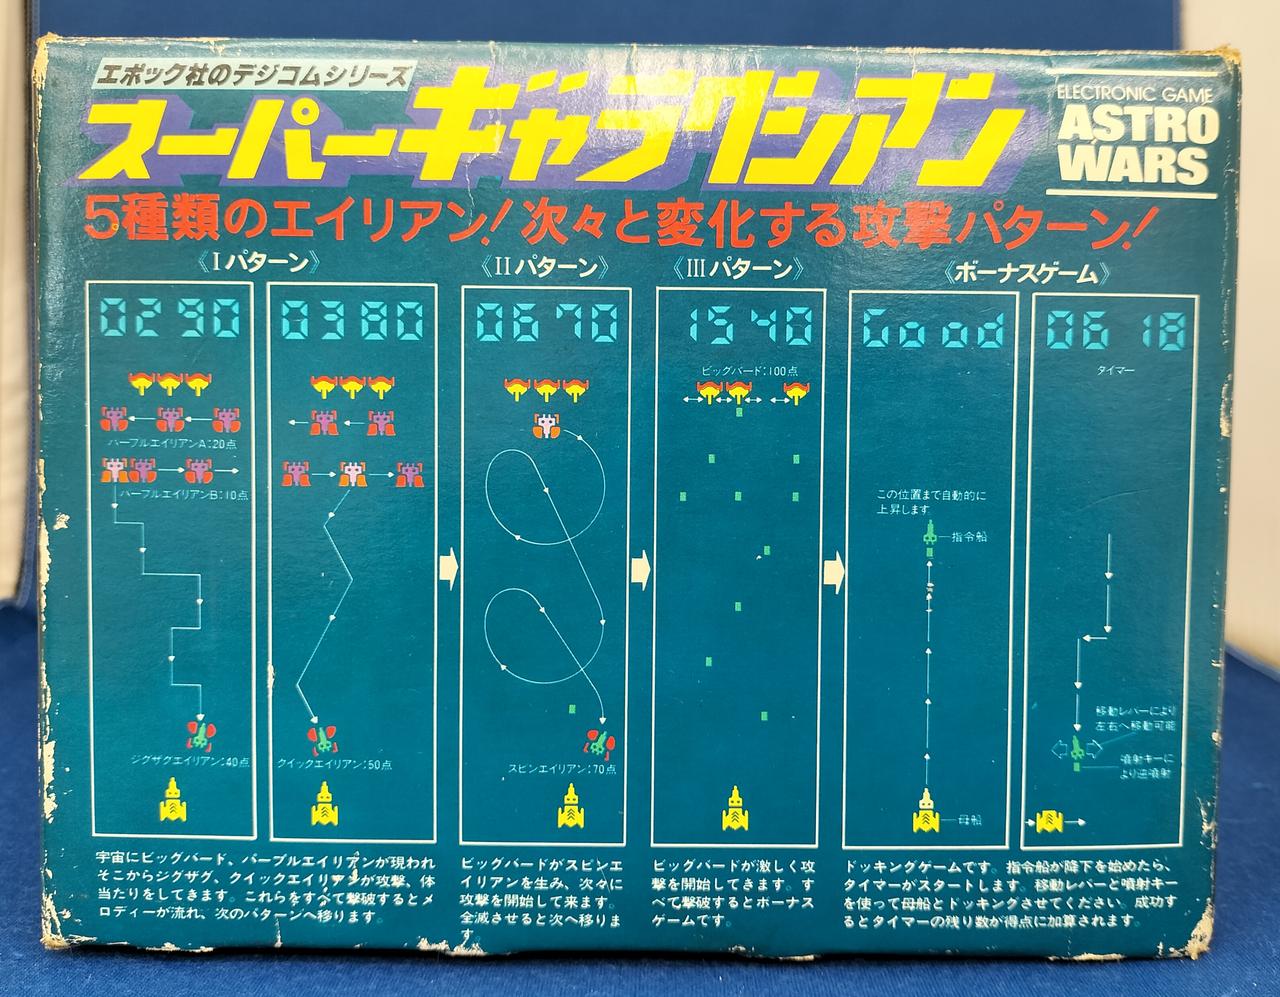 エポック社のデジコムシリーズ
スーパーギャラクシアン
ELECTRONIC GAME
ASTRO
WARS
5種類のエイリアン!次々と変化する攻撃パターン!
《Iパターン》
《IIパターン》
《IIIパターン》
《ボーナスゲーム》
0290
0380
0670
1540
Good
0618
ビッグバード:100点
タイマー
パープルエイリアンA:20点
パープルエイリアンB:10点
この位置まで自動的に
上昇します
指令船
移動レバーにより
左右へ移動可能
噴射キーに
より逆噴射
ジグザグエイリアン:40点
クイックエイリアン:50点
スピンエイリアン:70点
母船
宇宙にビッグバード、パープルエイリアンが現われ
そこからジグザグ、クイックエイリアンが攻撃、体
当たりをしてきます。これらをすべて撃破するとメ
ロディーが流れ、次のパターンへ移ります。
ビッグバードがスピンエ
イリアンを生み、次々に
攻撃を開始して来ます。
全滅させると次へ移りま
す。
ビッグバードが激しく攻
撃を開始してきます。す
べて撃破するとボーナス
ゲームです。
ドッキングゲームです。指令船が降下を始めたら、
タイマーがスタートします。移動レバーと噴射キー
を使って母船とドッキングさせてください。成功す
るとタイマーの残り数が得点に加算されます。